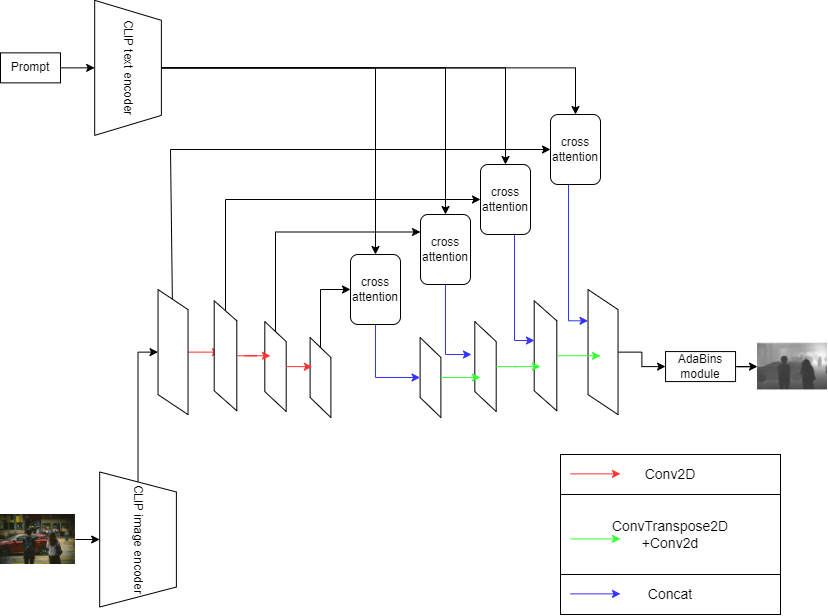 Prompt
CLIP text encoder
cross
attention
cross
attention
cross
attention
cross
attention
AdaBins
module
CLIP image encoder
Conv2D
ConvTranspose2D
+Conv2d
Concat